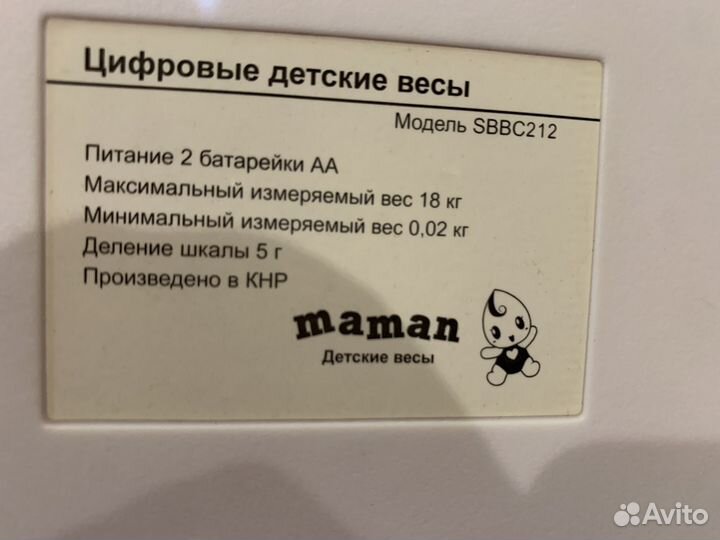 Цифровые детские весы
Модель SBBC212
Питание 2 батарейки АА
Максимальный измеряемый вес 18 кг
Минимальный измеряемый вес 0,02 кг
Деление шкалы 5 г
Произведено в КНР
maman
Детские весы
Avito